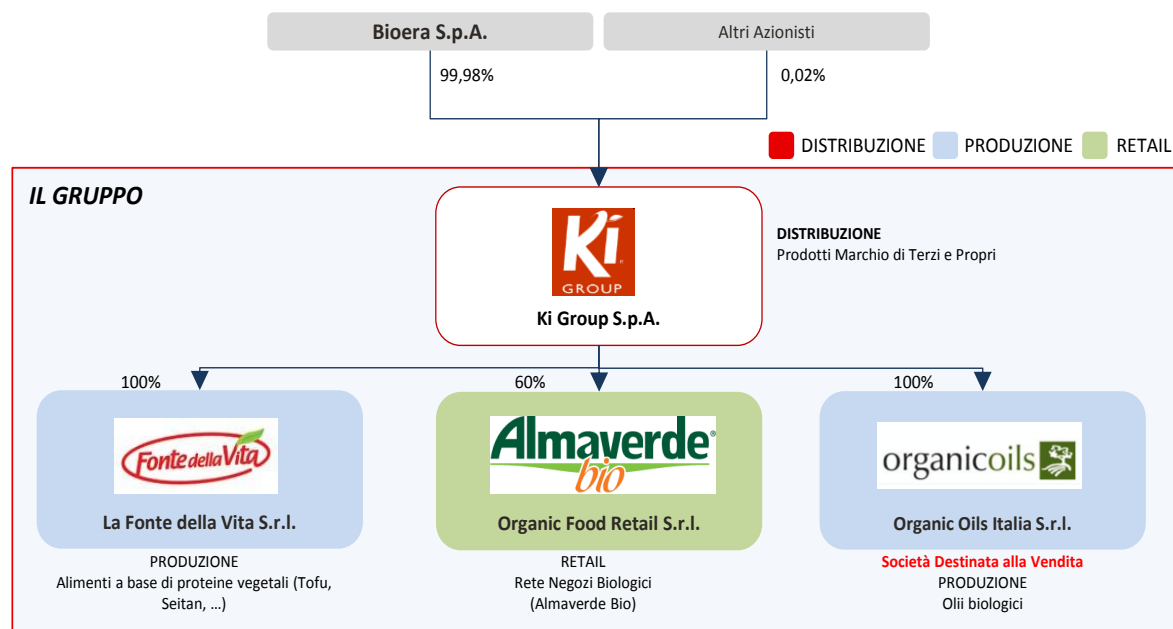 Bioera S.p.A.
Altri Azionisti
99,98%
0,02%
DISTRIBUZIONE
PRODUZIONE
RETAIL
IL GRUPPO
Ki
GROUP
Ki Group S.p.A.
DISTRIBUZIONE
Prodotti Marchio di Terzi e Propri
100%
60%
100%
Fonte della Vita
Almaverde®
bio
organicoils
La Fonte della Vita S.r.l.
Organic Food Retail S.r.l.
Organic Oils Italia S.r.l.
PRODUZIONE
Alimenti a base di proteine vegetali (Tofu,
Seitan, …)
RETAIL
Rete Negozi Biologici
(Almaverde Bio)
Società Destinata alla Vendita
PRODUZIONE
Olii biologici